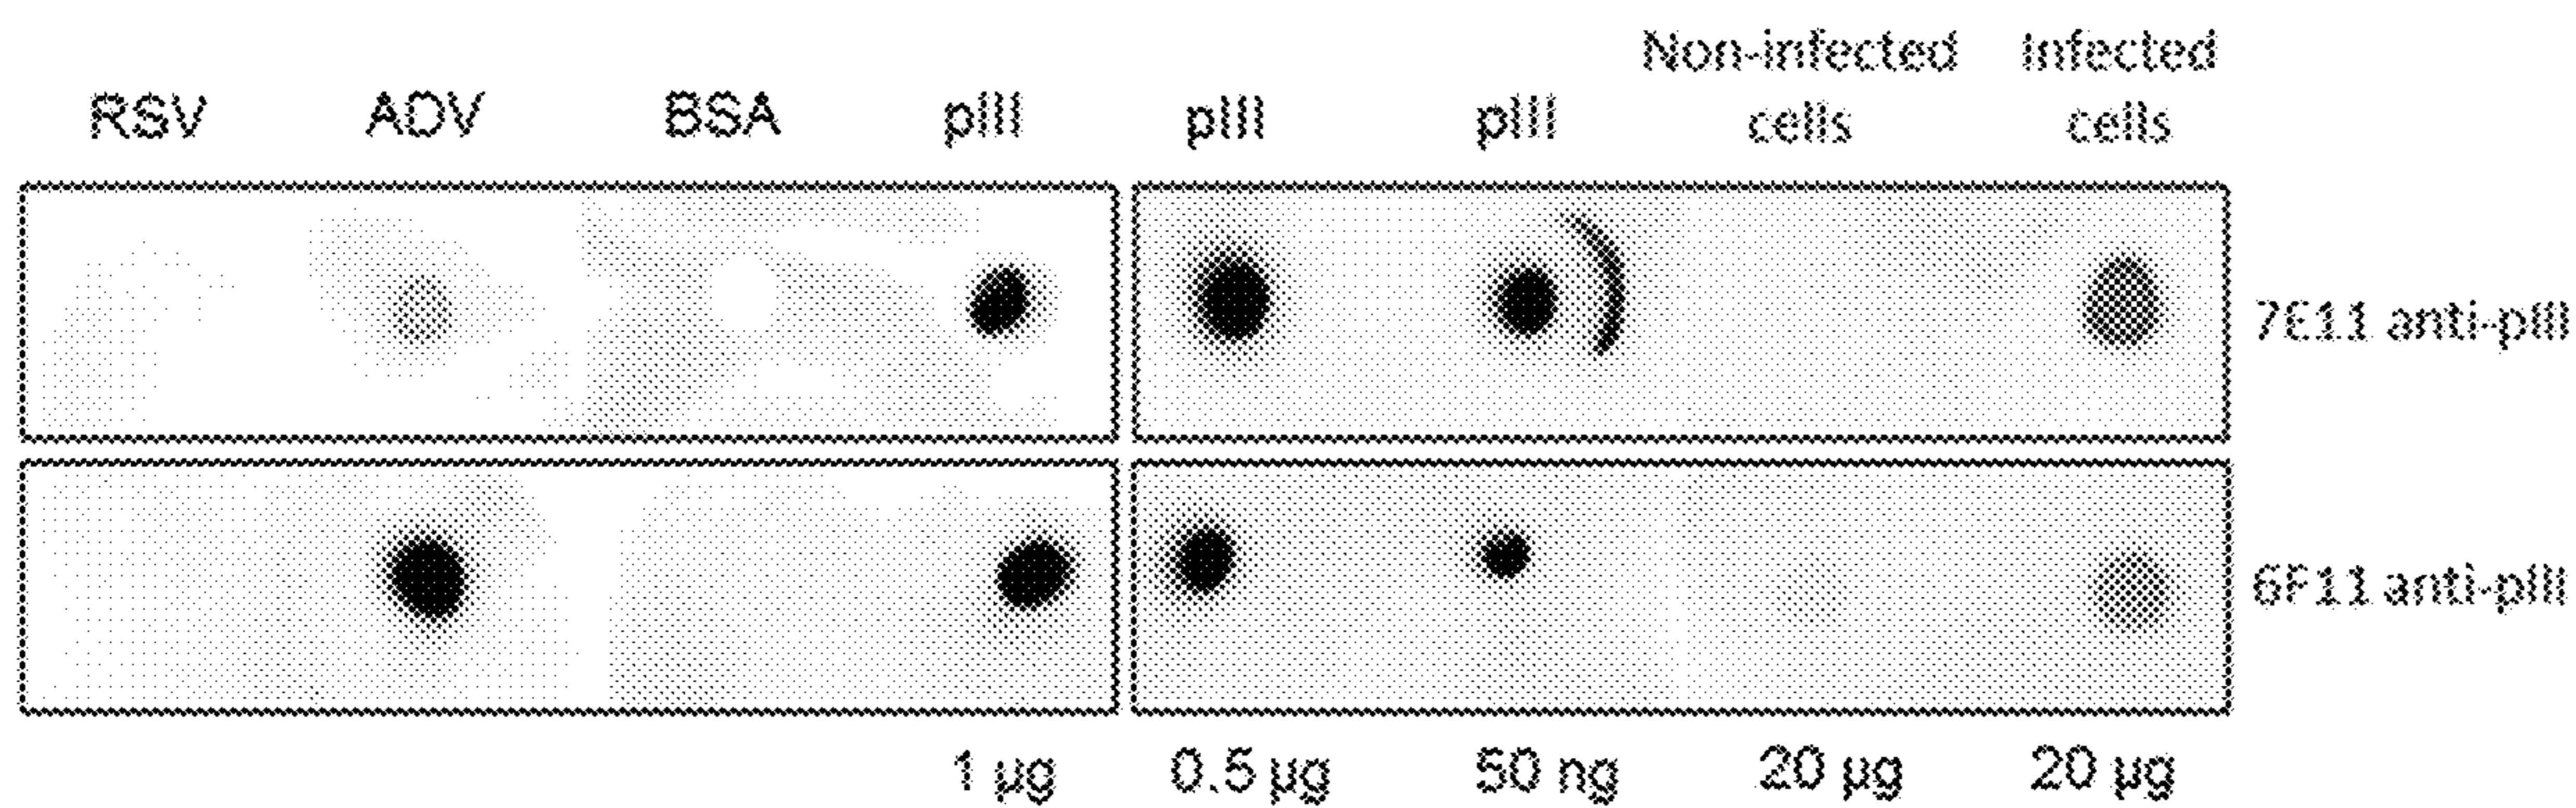 RSV ADV BSA pIII pIII pIII Non-infected cells Infected cells
7E11 anti-pIII
6F11 anti-pIII
1 µg 0.5 µg 50 ng 20 µg 20 µg